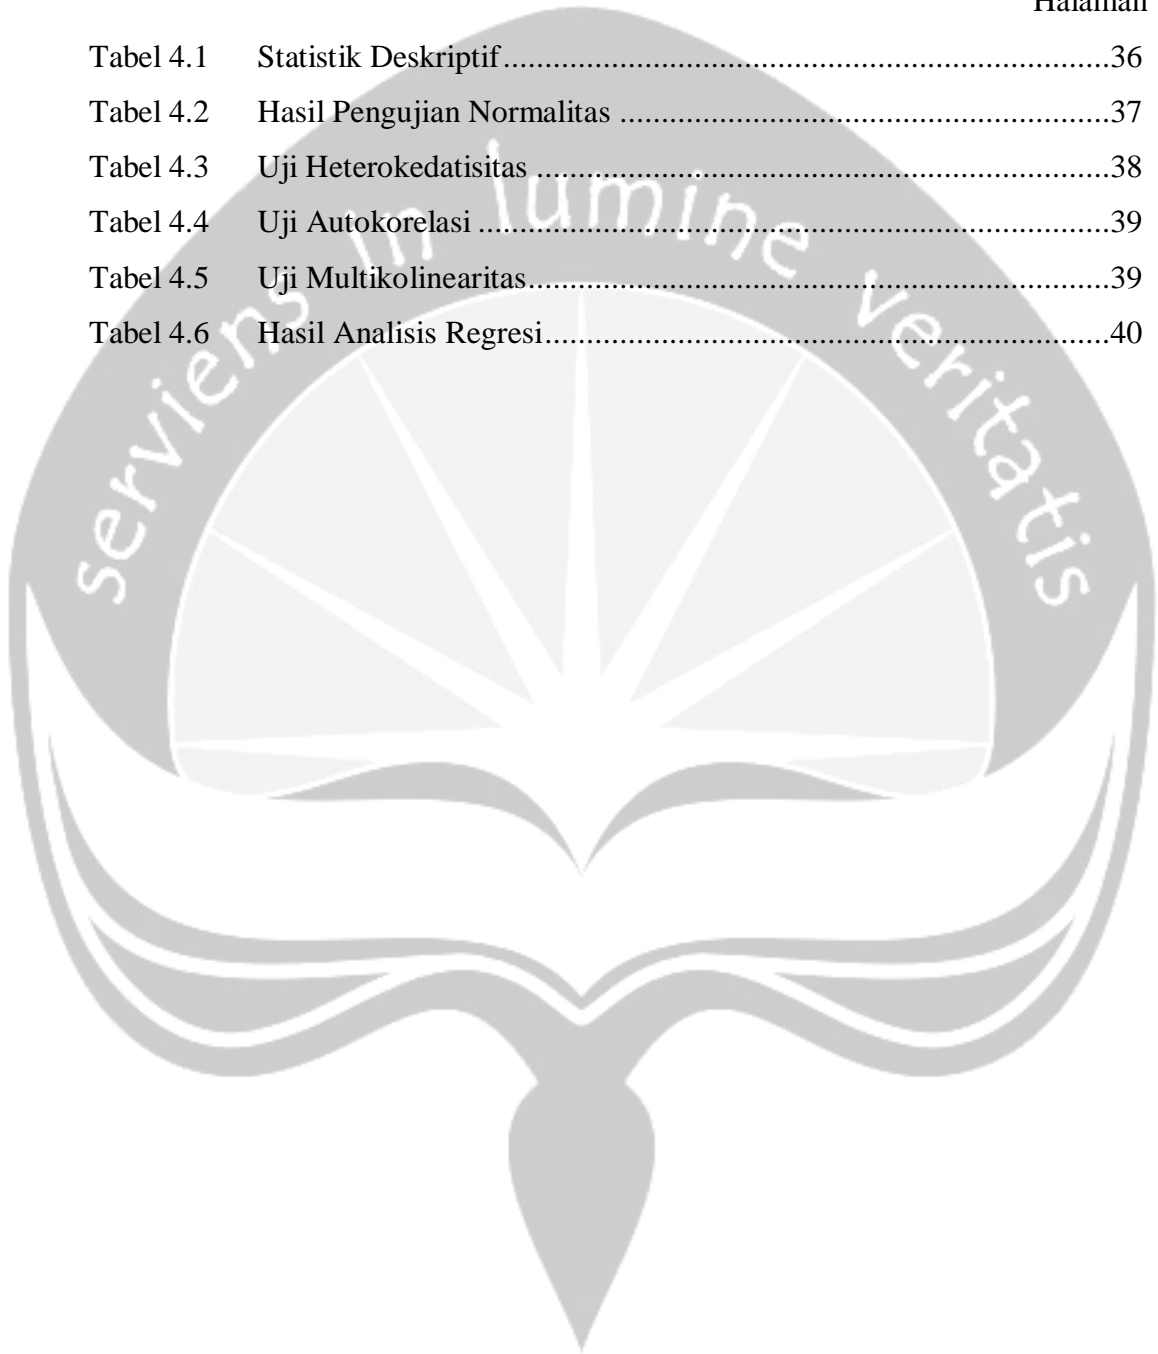 Halaman
Tabel 4.1 Statistik Deskriptif.............................................................................36
Tabel 4.2 Hasil Pengujian Normalitas ..............................................................37
Tabel 4.3 Uji Heterokedatisitas .........................................................................38
Tabel 4.4 Uji Autokorelasi ................................................................................39
Tabel 4.5 Uji Multikolinearitas..........................................................................39
Tabel 4.6 Hasil Analisis Regresi........................................................................40
serviens in lumine veritatis